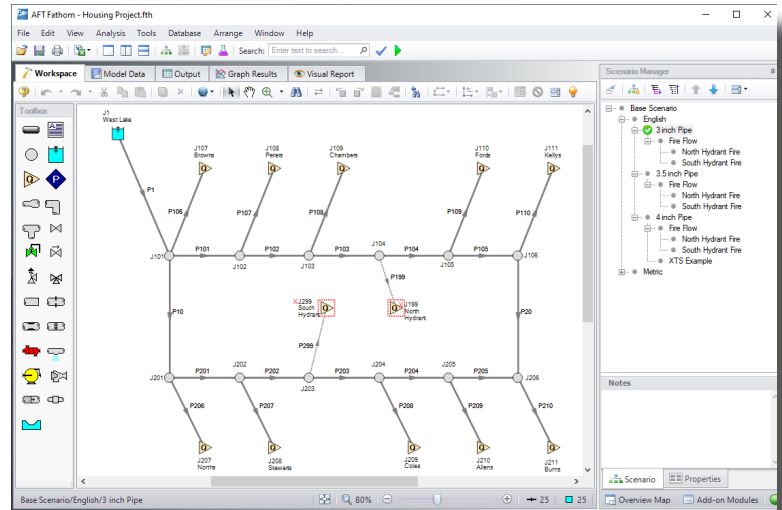 AFT Fathom - Housing Project.fth
File Edit View Analysis Tools Database Arrange Window Help
Search: Enter text to search...
Workspace Model Data Output Graph Results Visual Report
Toolbox
J1
West Lake
J107
Browns
J108
Peters
J109
Chambers
J110
Fords
J111
Kellys
P1
P106
P107
P108
P109
P110
J101
P101
J102
P102
J103
P103
J104
P104
J105
P105
J106
P199
P10
XJ299
South
Hydrant
XJ199
North
Hydrant
P20
P299
J201
P201
J202
P202
J203
P203
J204
P204
J205
P205
J206
P206
P207
P208
P209
P210
J207
Norths
J208
Stewarts
J209
Coles
J210
Allens
J211
Burns
Scenario Manager
Base Scenario
English
3 inch Pipe
Fire Flow
North Hydrant Fire
South Hydrant Fire
3.5 inch Pipe
Fire Flow
North Hydrant Fire
South Hydrant Fire
4 inch Pipe
Fire Flow
North Hydrant Fire
South Hydrant Fire
XTS Example
Metric
Notes
Scenario Properties
Base Scenario/English/3 inch Pipe
80%
25
25
Overview Map Add-on Modules